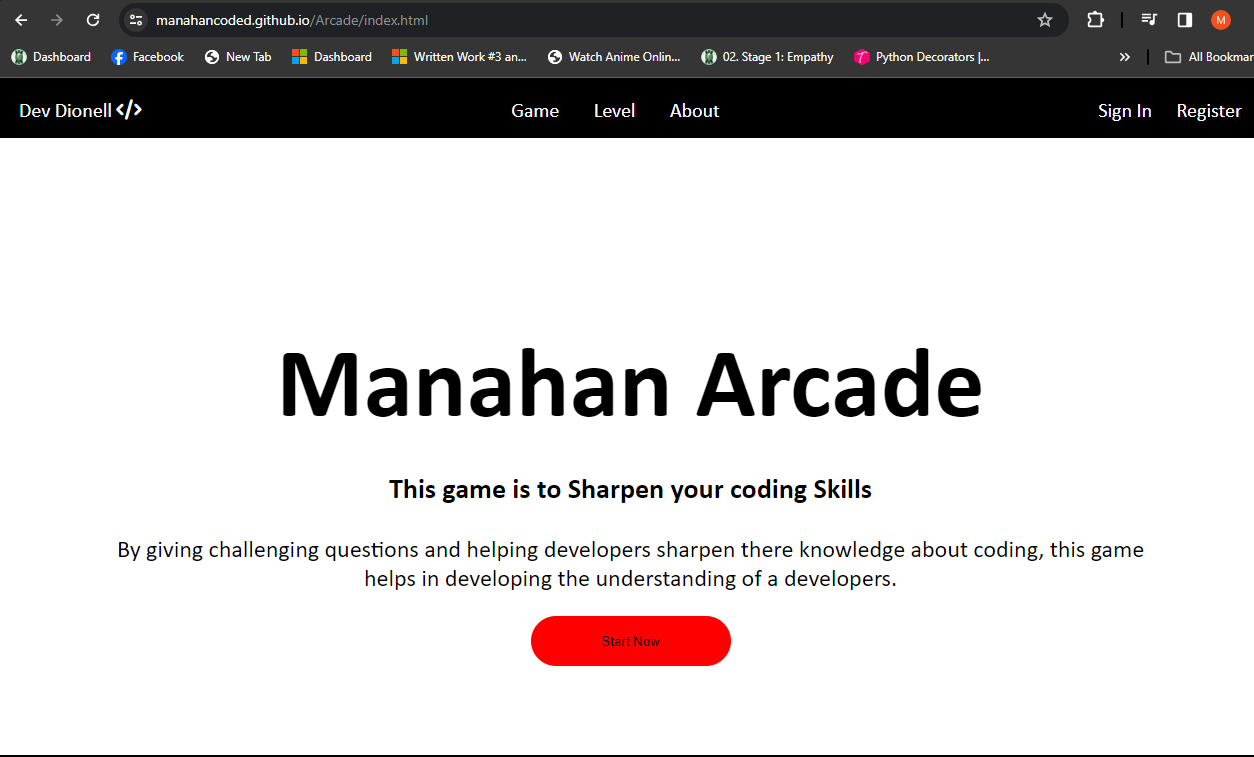 manahancoded.github.io/Arcade/index.html
M
Dashboard Facebook New Tab Dashboard Written Work #3 an... Watch Anime Onlin... 02. Stage 1: Empathy Python Decorators |... » All Bookmar
Dev Dionell </> Game Level About Sign In Register
Manahan Arcade
This game is to Sharpen your coding Skills
By giving challenging questions and helping developers sharpen there knowledge about coding, this game
helps in developing the understanding of a developers.
Start Now